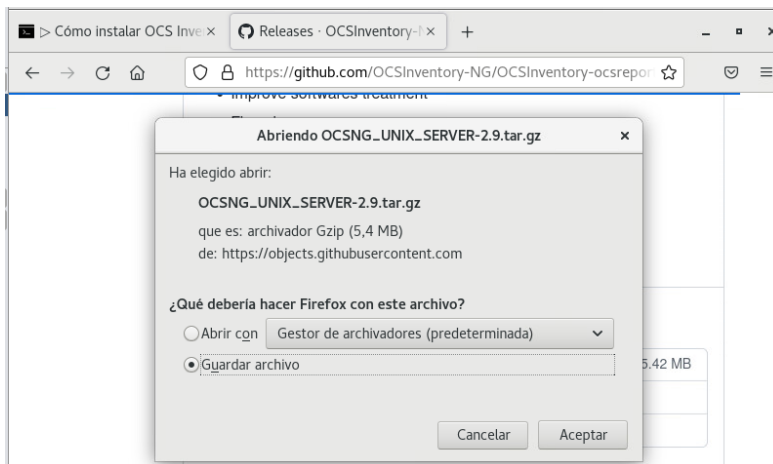 ▷ Cómo instalar OCS Inve
Releases · OCSInventory-N
https://github.com/OCSInventory-NG/OCSInventory-ocsrepor
Improve softwares treatment
Abriendo OCSNG_UNIX_SERVER-2.9.tar.gz
Ha elegido abrir:
OCSNG_UNIX_SERVER-2.9.tar.gz
que es: archivador Gzip (5,4 MB)
de: https://objects.githubusercontent.com
¿Qué debería hacer Firefox con este archivo?
Abrir con Gestor de archivadores (predeterminada)
Guardar archivo
5.42 MB
Cancelar Aceptar